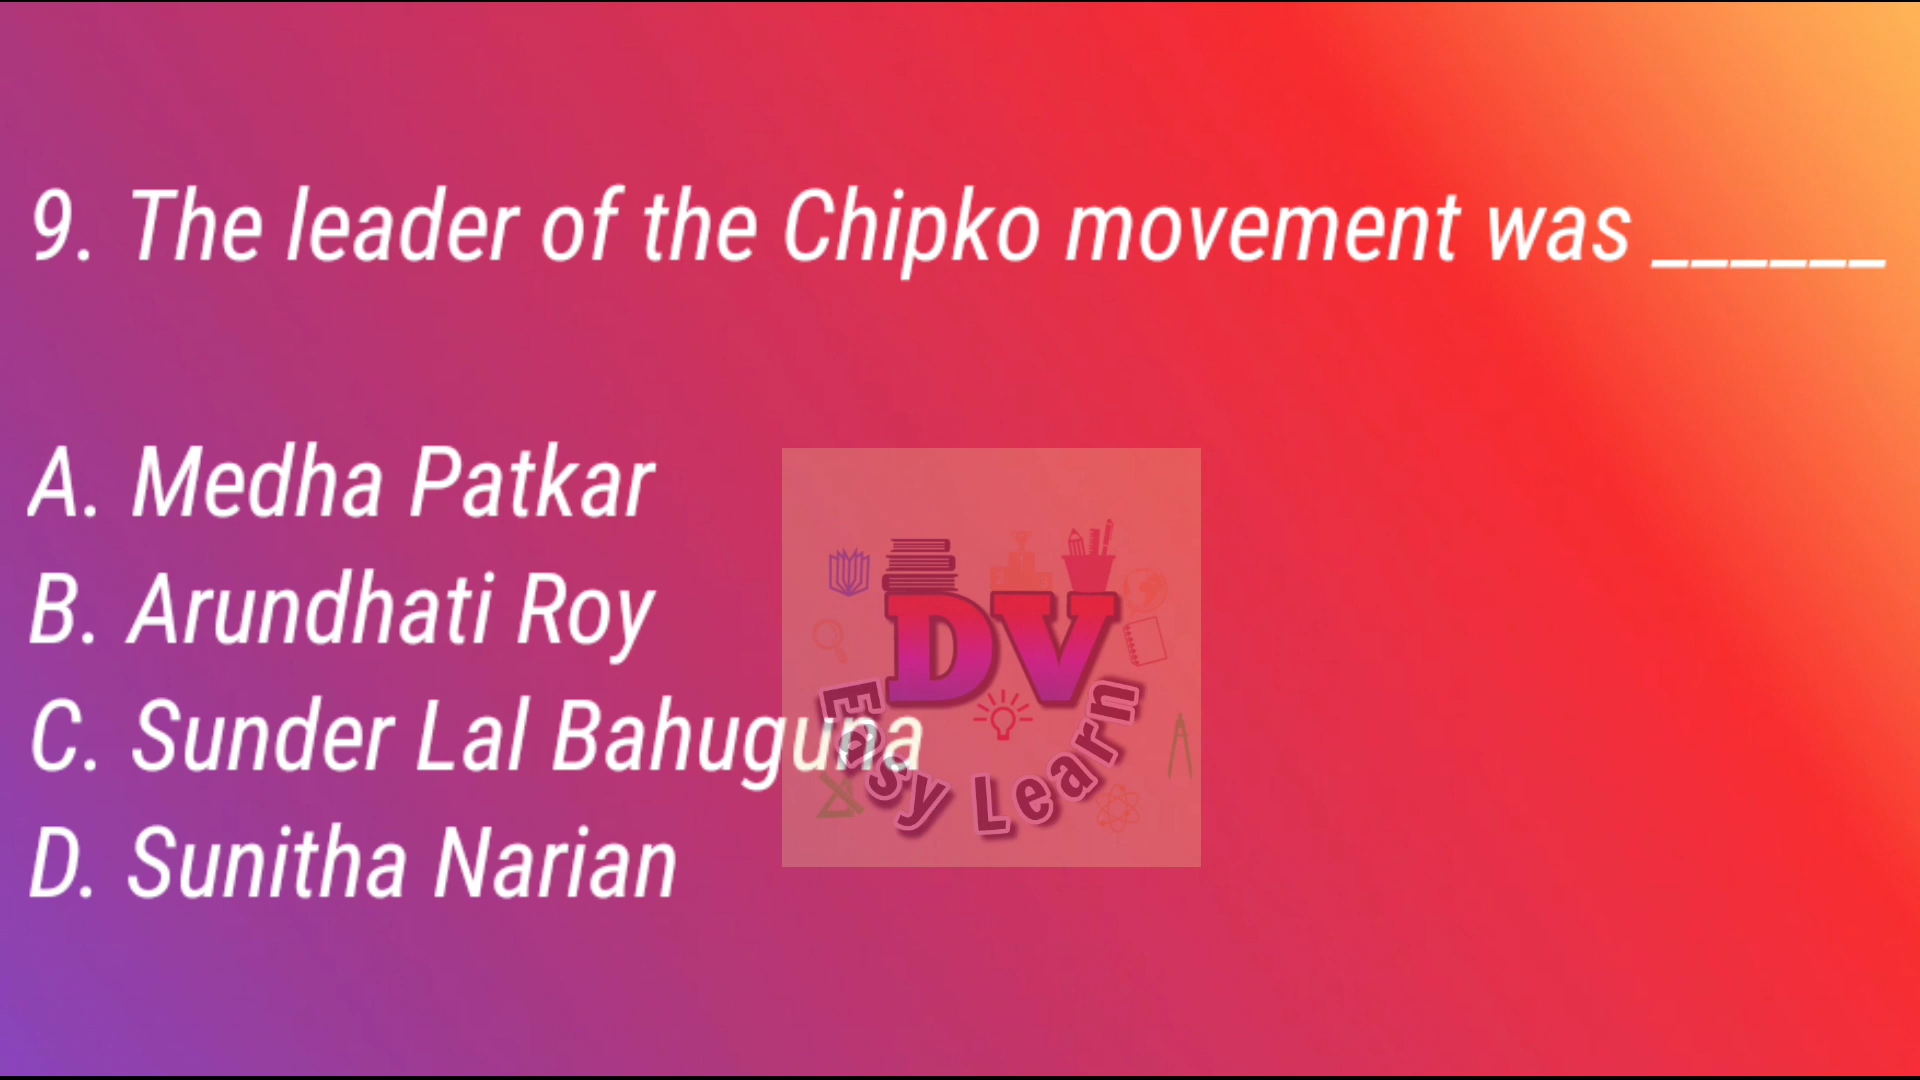 9. The leader of the Chipko movement was ______
A. Medha Patkar
B. Arundhati Roy
C. Sunder Lal Bahuguna
D. Sunitha Narian
DV
Easy Learn